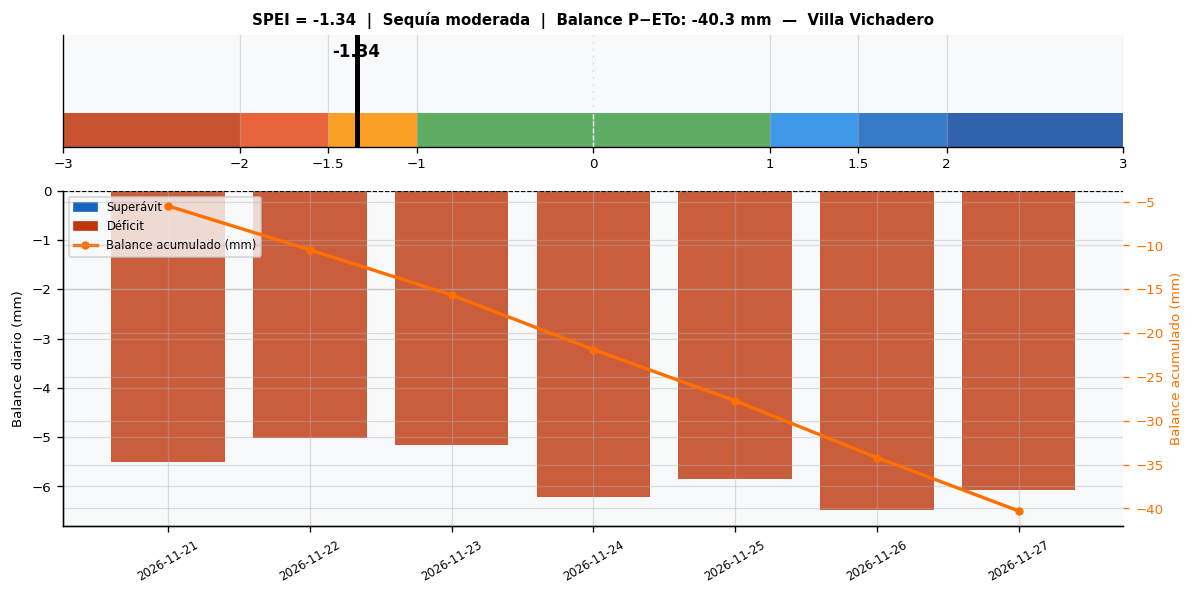 SPEI = -1.34 | Sequía moderada | Balance P−ETo: -40.3 mm — Villa Vichadero
-1.34
−3 −2 −1.5 −1 0 1 1.5 2 3
Superávit
Déficit
Balance acumulado (mm)
Balance diario (mm)
0
−1
−2
−3
−4
−5
−6
−5
−10
−15
−20
−25
−30
−35
−40
Balance acumulado (mm)
2026-11-21 2026-11-22 2026-11-23 2026-11-24 2026-11-25 2026-11-26 2026-11-27